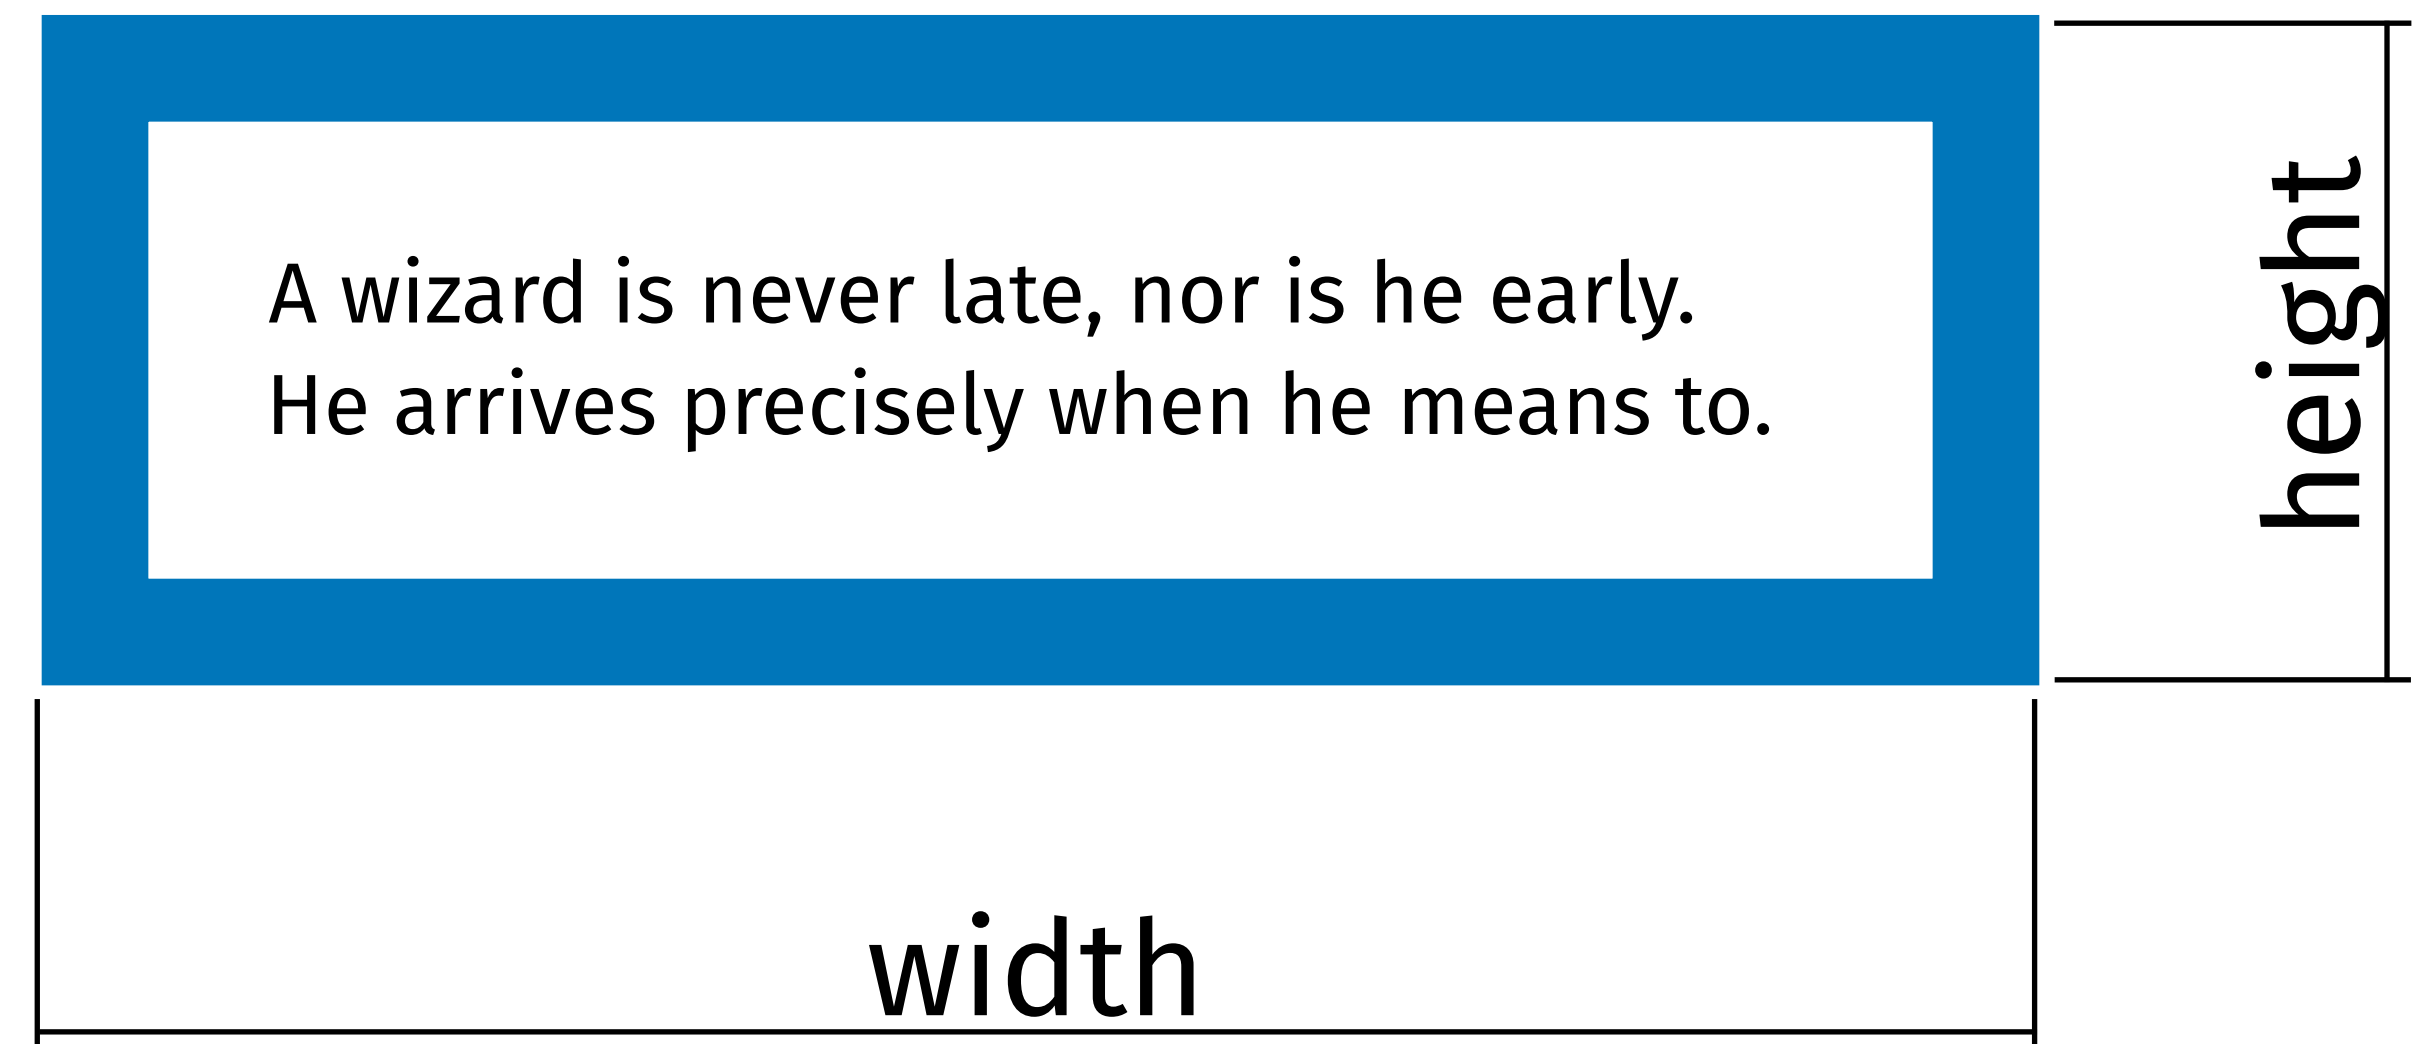 A wizard is never late, nor is he early.
He arrives precisely when he means to.
height
width